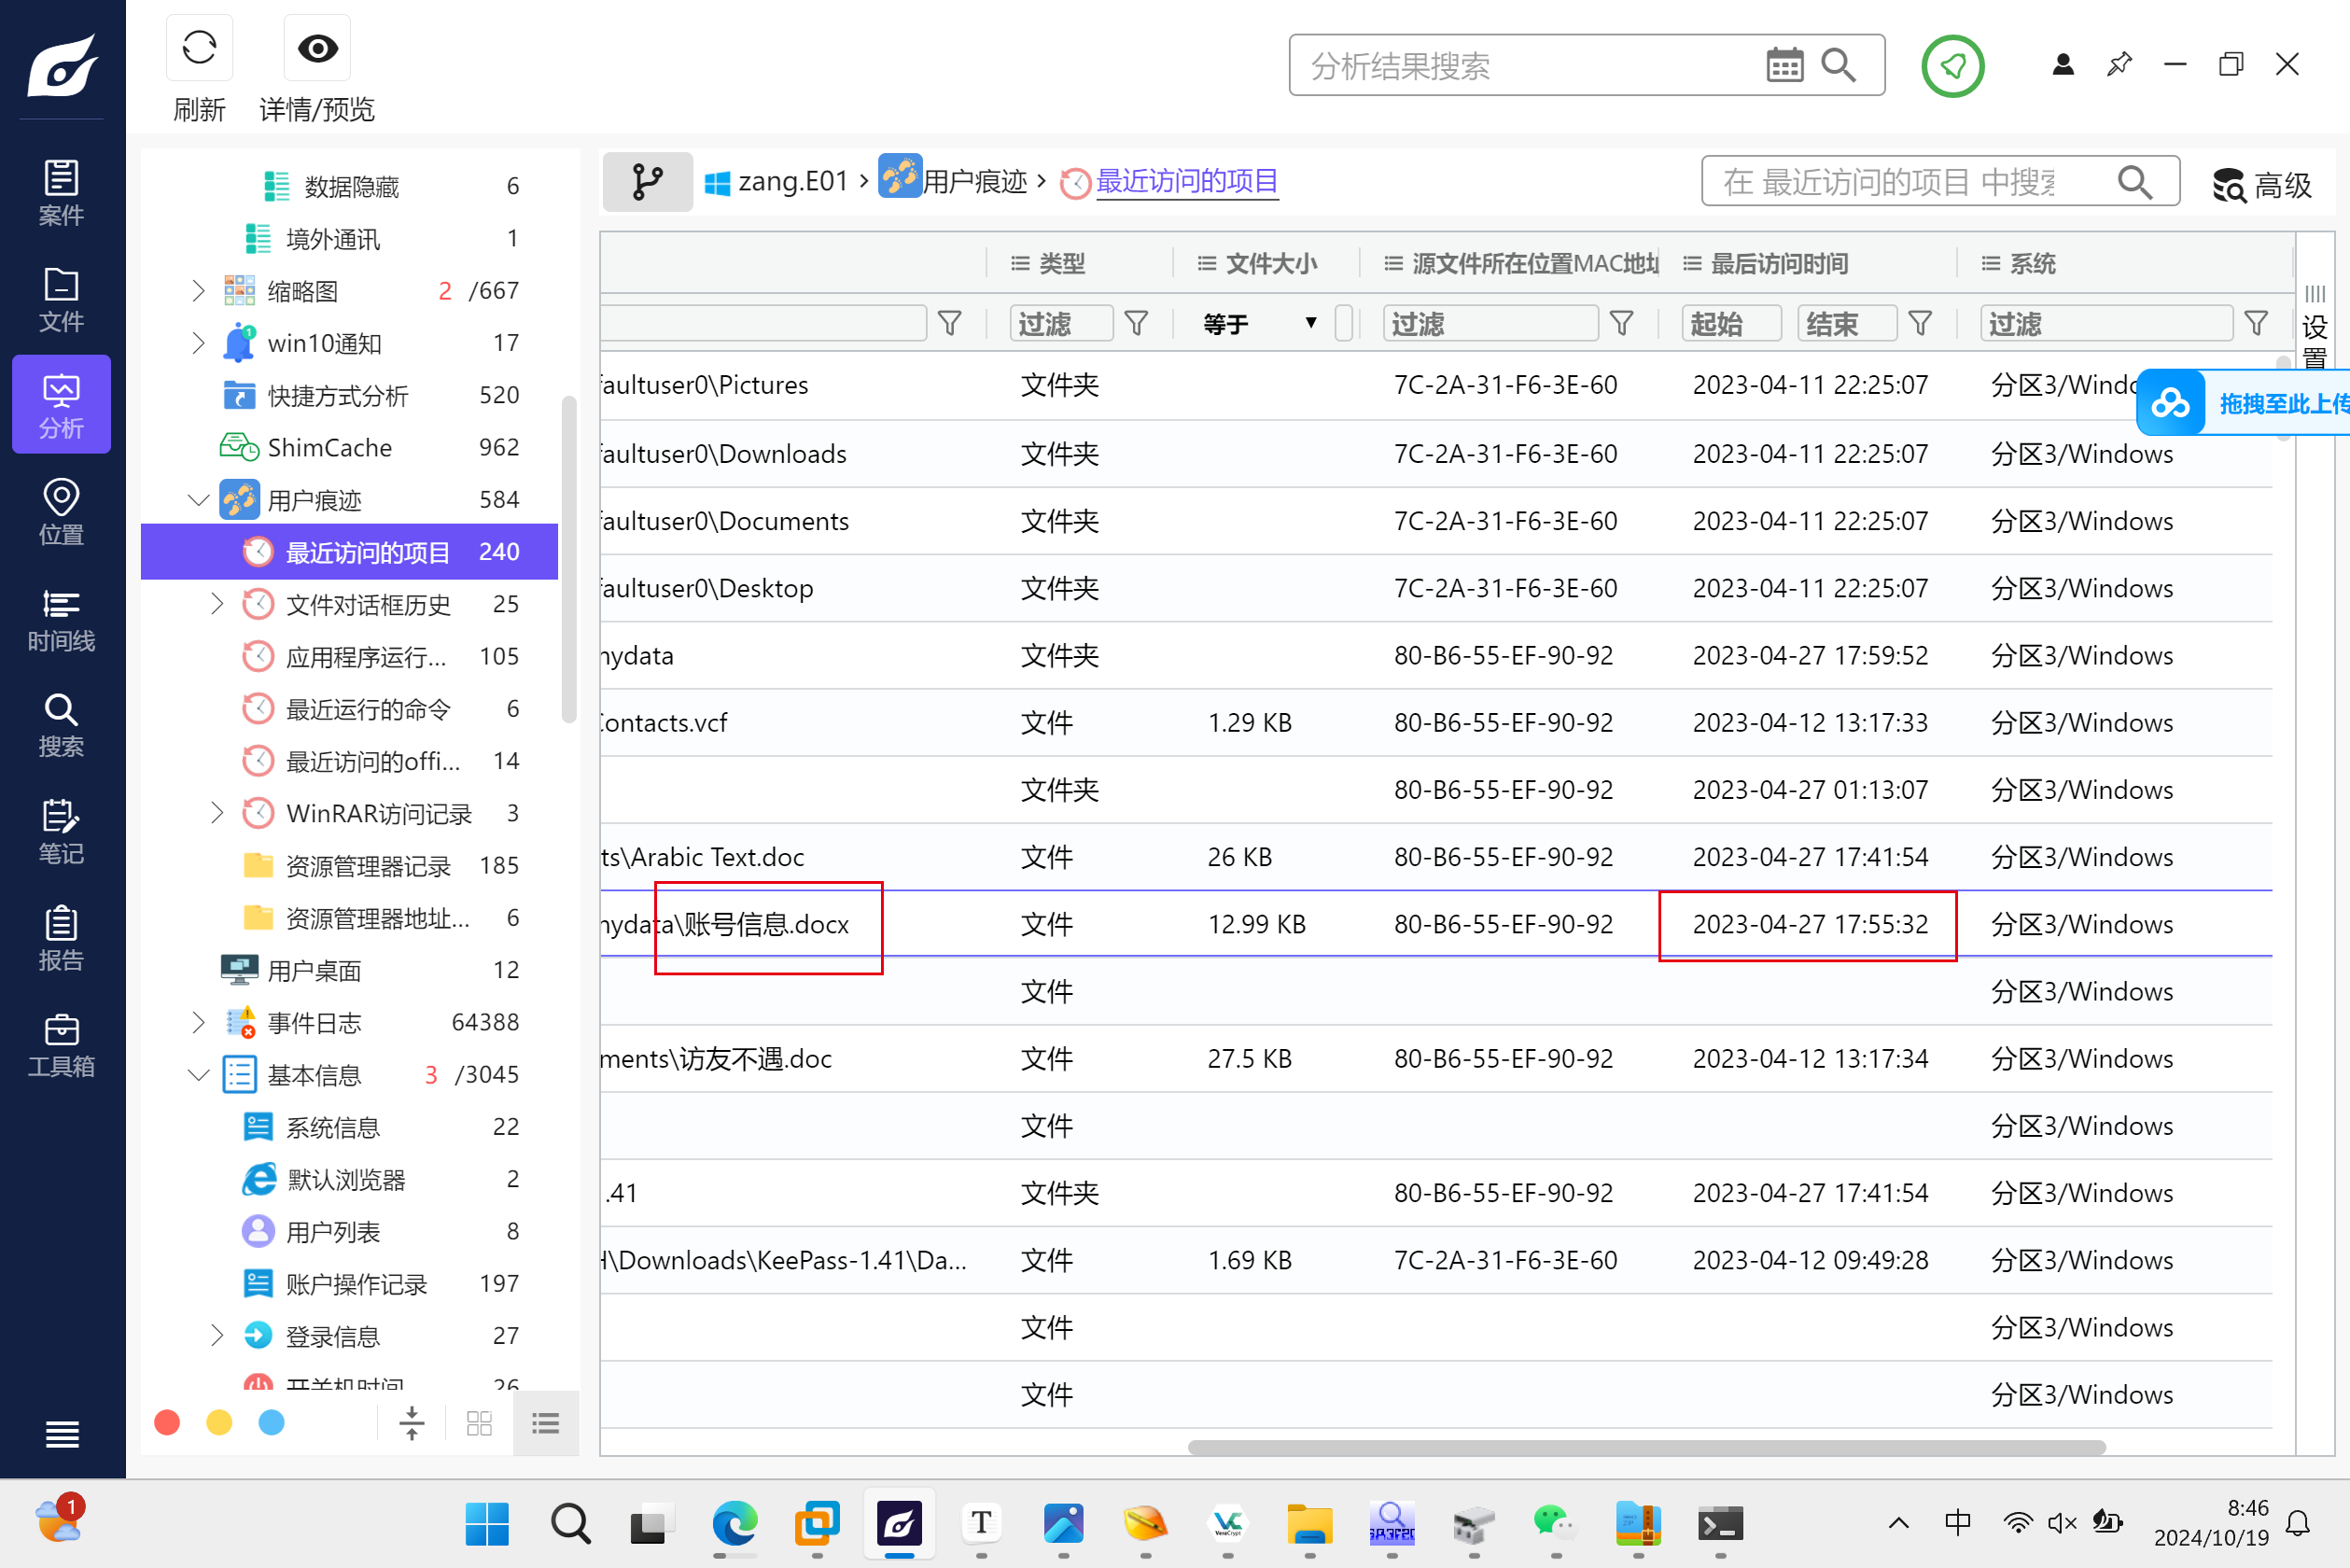 刷新
详情/预览
分析结果搜索
案件
文件
分析
位置
时间线
搜索
笔记
报告
工具箱
数据隐藏 6
境外通讯 1
缩略图 2 /667
win10通知 17
快捷方式分析 520
ShimCache 962
用户痕迹 584
最近访问的项目 240
文件对话框历史 25
应用程序运行... 105
最近运行的命令 6
最近访问的offi... 14
WinRAR访问记录 3
资源管理器记录 185
资源管理器地址... 6
用户桌面 12
事件日志 64388
基本信息 3 /3045
系统信息 22
默认浏览器 2
用户列表 8
账户操作记录 197
登录信息 27
开关机时间 26
zang.E01 › 用户痕迹 › 最近访问的项目
在 最近访问的项目 中搜
高级
类型 文件大小 源文件所在位置MAC地址 最后访问时间 系统
过滤 等于 过滤 起始 结束 过滤
设置
faultuser0\Pictures 文件夹 7C-2A-31-F6-3E-60 2023-04-11 22:25:07 分区3/Windo
拖拽至此上传
faultuser0\Downloads 文件夹 7C-2A-31-F6-3E-60 2023-04-11 22:25:07 分区3/Windows
faultuser0\Documents 文件夹 7C-2A-31-F6-3E-60 2023-04-11 22:25:07 分区3/Windows
faultuser0\Desktop 文件夹 7C-2A-31-F6-3E-60 2023-04-11 22:25:07 分区3/Windows
mydata 文件夹 80-B6-55-EF-90-92 2023-04-27 17:59:52 分区3/Windows
Contacts.vcf 文件 1.29 KB 80-B6-55-EF-90-92 2023-04-12 13:17:33 分区3/Windows
文件夹 80-B6-55-EF-90-92 2023-04-27 01:13:07 分区3/Windows
ts\Arabic Text.doc 文件 26 KB 80-B6-55-EF-90-92 2023-04-27 17:41:54 分区3/Windows
mydata\账号信息.docx 文件 12.99 KB 80-B6-55-EF-90-92 2023-04-27 17:55:32 分区3/Windows
文件 分区3/Windows
ments\访友不遇.doc 文件 27.5 KB 80-B6-55-EF-90-92 2023-04-12 13:17:34 分区3/Windows
文件 分区3/Windows
.41 文件夹 80-B6-55-EF-90-92 2023-04-27 17:41:54 分区3/Windows
\Downloads\KeePass-1.41\Da... 文件 1.69 KB 7C-2A-31-F6-3E-60 2023-04-12 09:49:28 分区3/Windows
文件 分区3/Windows
文件 分区3/Windows
1
T
VeraCrypt
中
8:46
2024/10/19